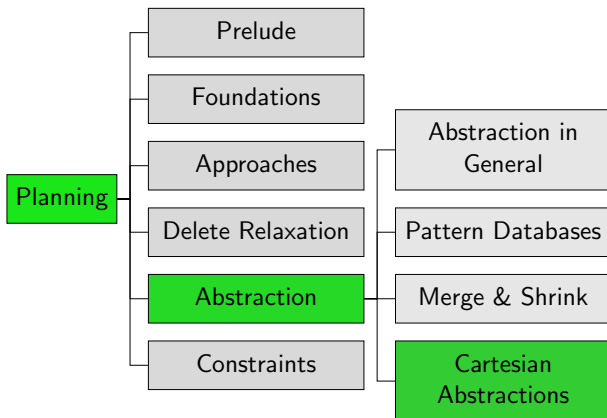 Planning
Prelude
Foundations
Approaches
Delete Relaxation
Abstraction
Constraints
Abstraction in
General
Pattern Databases
Merge & Shrink
Cartesian
Abstractions